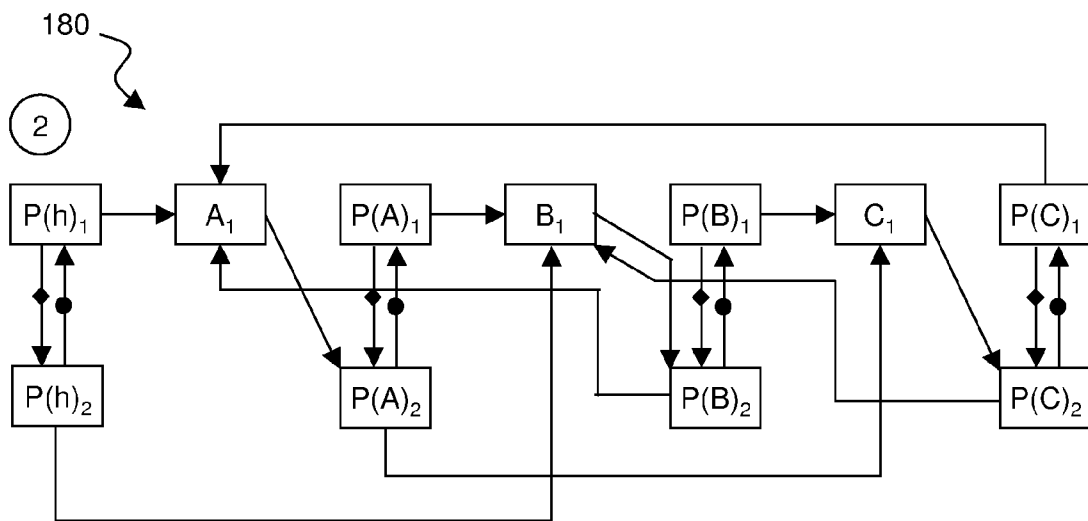 180
2
P(h)₁
A₁
P(A)₁
B₁
P(B)₁
C₁
P(C)₁
P(h)₂
P(A)₂
P(B)₂
P(C)₂